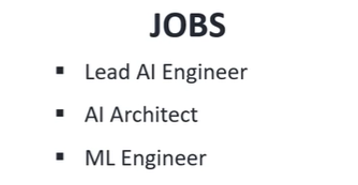 JOBS
▪ Lead AI Engineer
▪ AI Architect
▪ ML Engineer